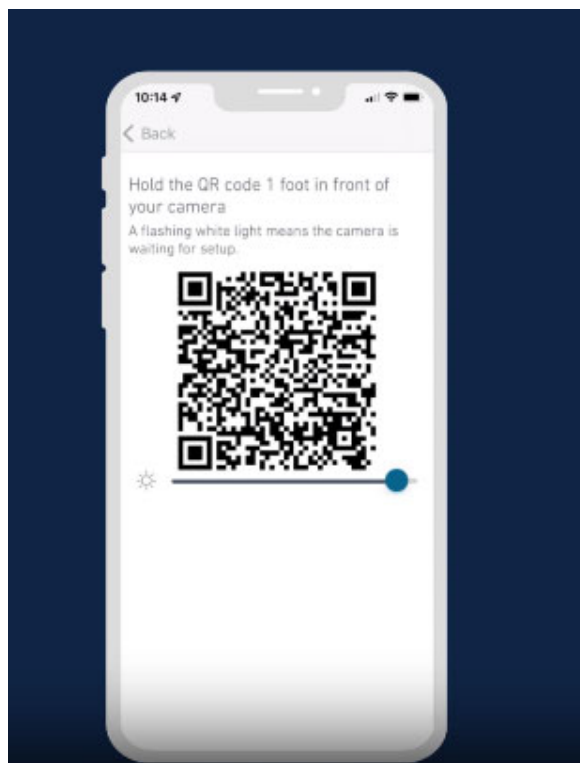 10:14
Back
Hold the QR code 1 foot in front of
your camera
A flashing white light means the camera is
waiting for setup.